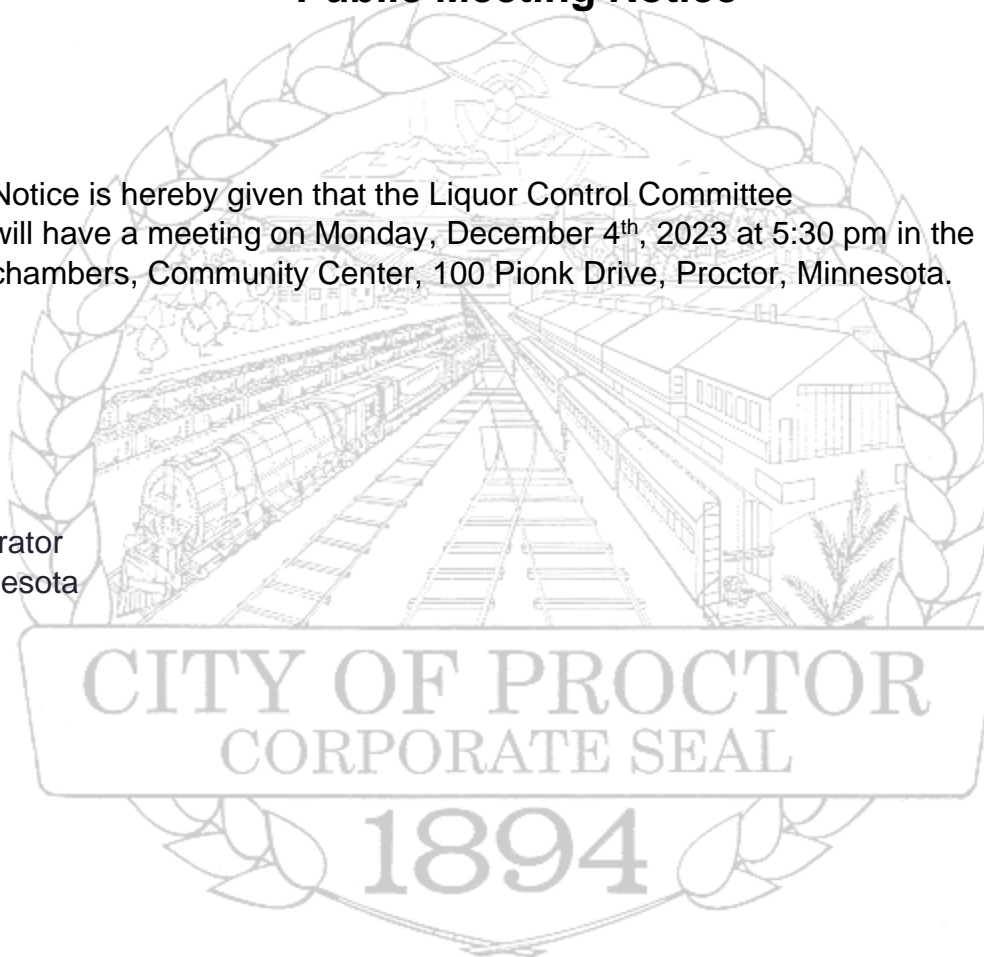 Public Meeting Notice
Notice is hereby given that the Liquor Control Committee
will have a meeting on Monday, December 4th, 2023 at 5:30 pm in the
chambers, Community Center, 100 Pionk Drive, Proctor, Minnesota.
rator
nesota
CITY OF PROCTOR
CORPORATE SEAL
1894